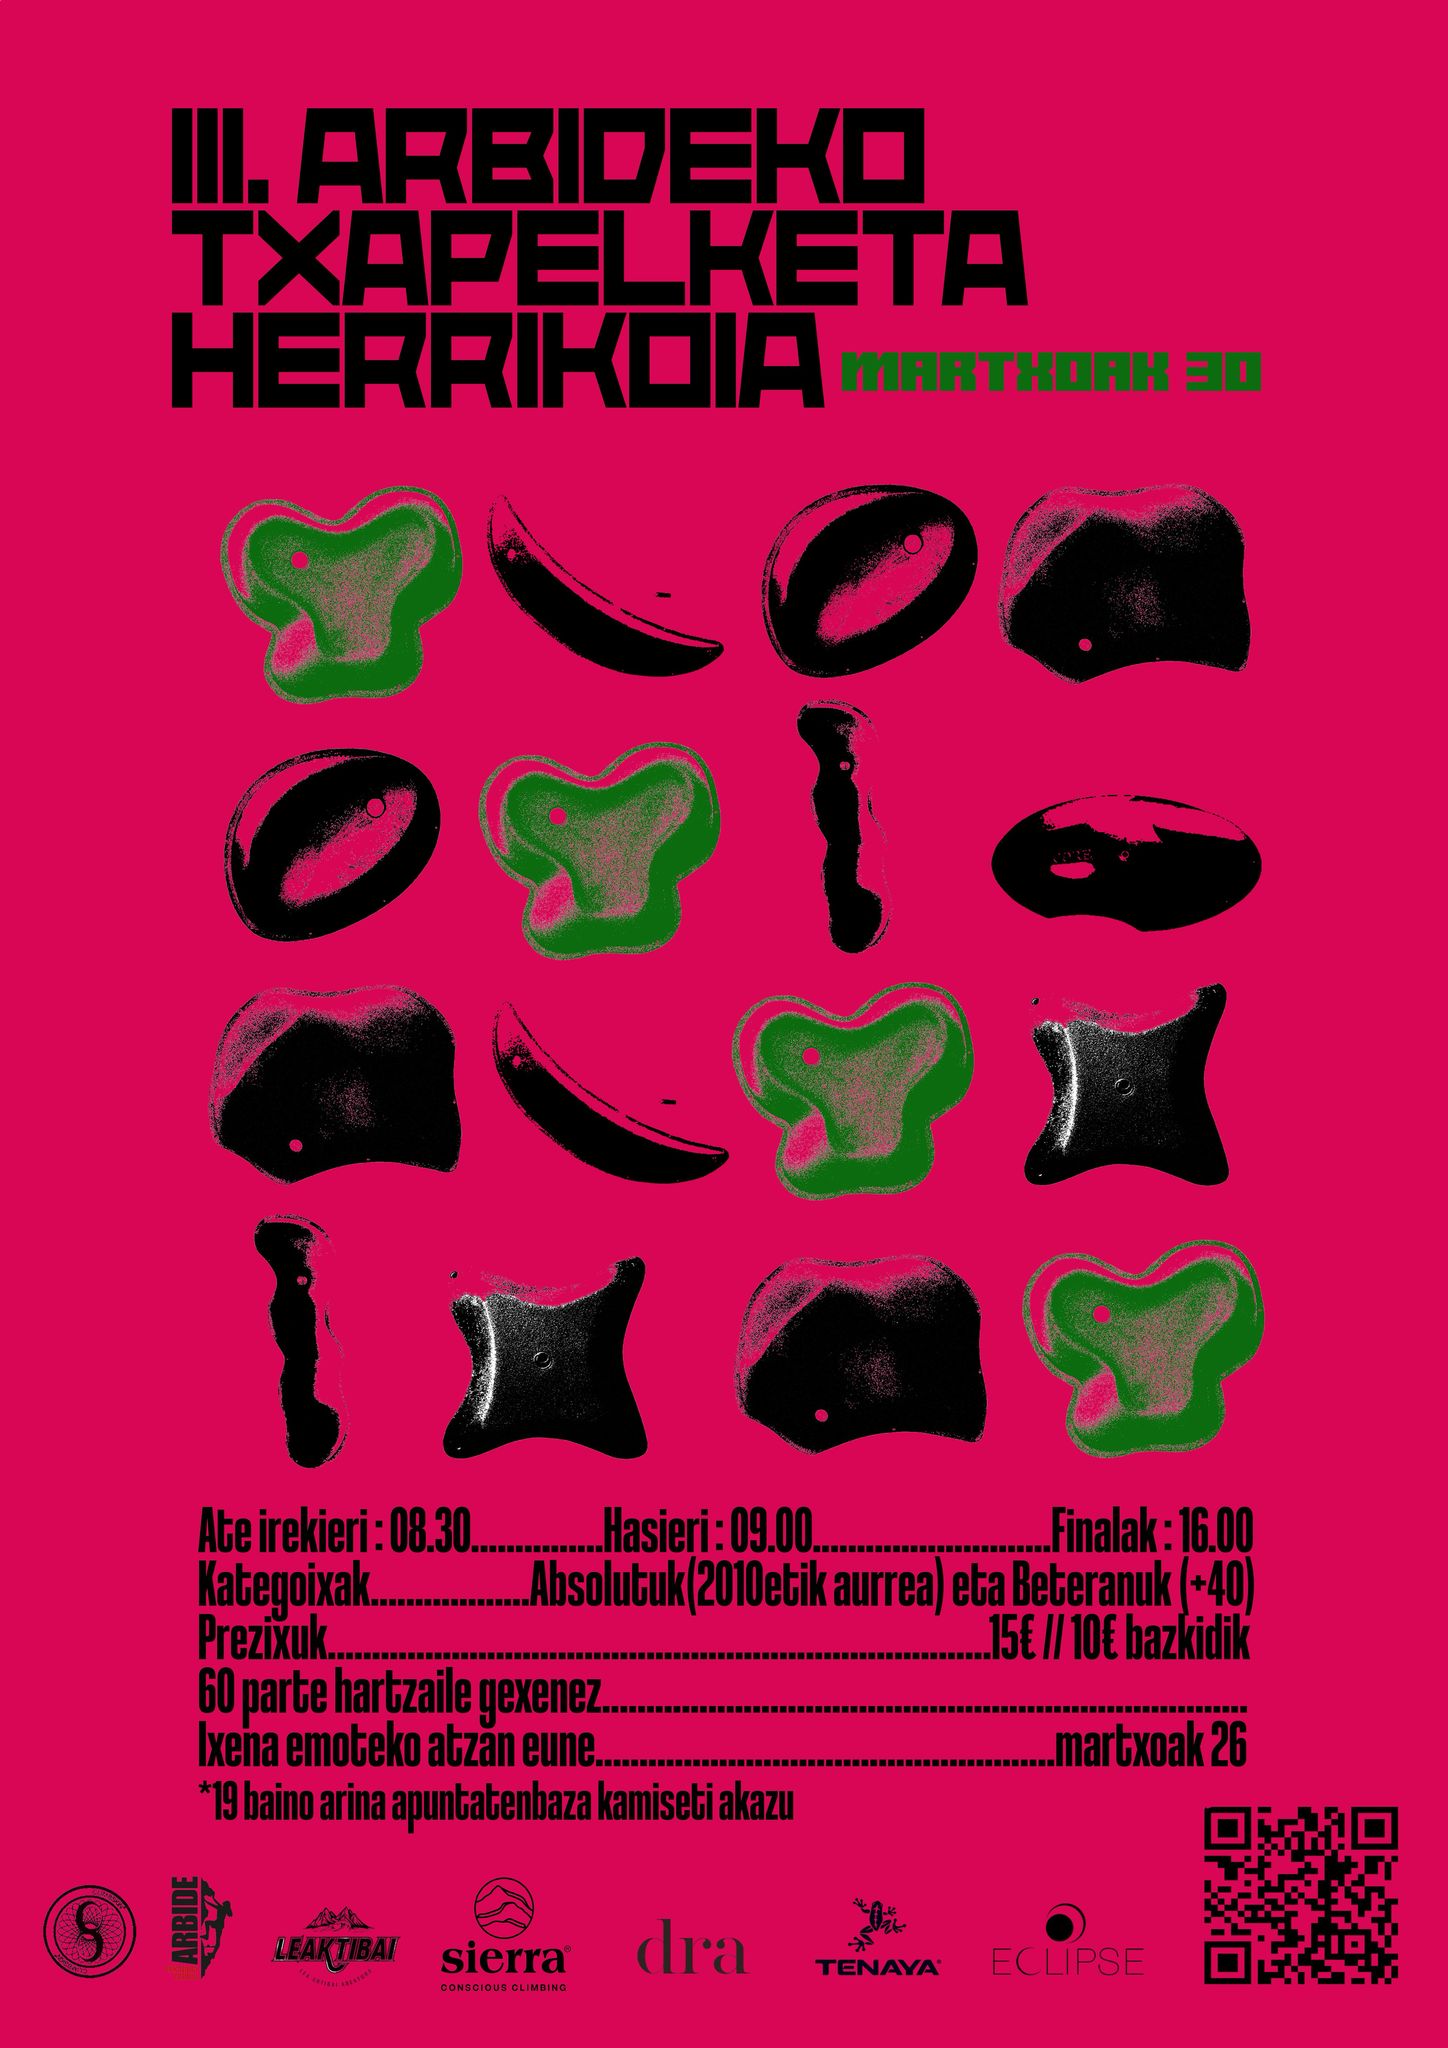 III. ARBIDEKO
TXAPELKETA
HERRIKOIA MARTXOAK 30
Ate irekieri : 08.30...............Hasieri : 09.00...........................Finalak : 16.00
Kategoixak..................Absolutuk(2010etik aurrea) eta Beteranuk (+40)
Prezixuk...........................................................................15€ // 10€ bazkidik
60 parte hartzaile gexenez.........................................................................
Ixena emoteko atzan eune....................................................martxoak 26
*19 baino arina apuntatenbaza kamiseti akazu
ARBIDE
LEAKTIBAI
sierra®
CONSCIOUS CLIMBING
dra
TENAYA®
ECLIPSE